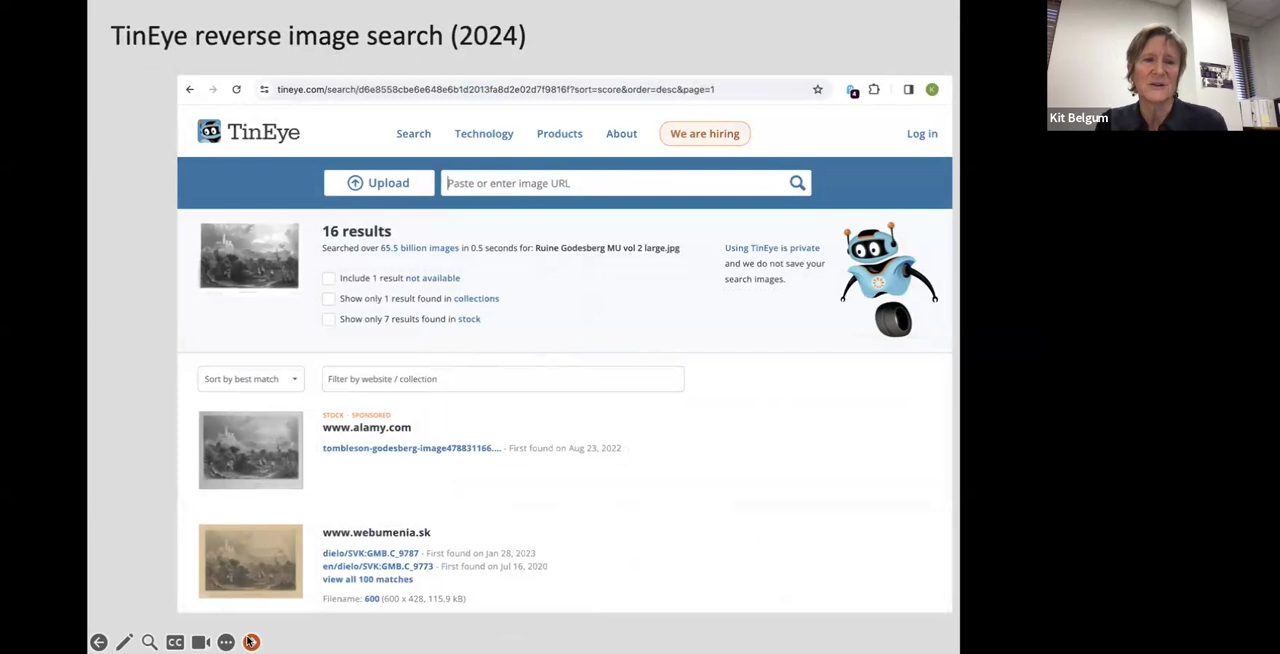 TinEye reverse image search (2024)
Kit Belgum
tineye.com/search/d6e8558cbe6e648e6b1d2013fa8d2e02d7f9816f?sort=score&order=desc&page=1
K
TinEye
Search
Technology
Products
About
We are hiring
Log in
Upload
Paste or enter image URL
16 results
Searched over 65.5 billion images in 0.5 seconds for: Ruine Godesberg MU vol 2 large.jpg
Include 1 result not available
Show only 1 result found in collections
Show only 7 results found in stock
Using TinEye is private
and we do not save your
search images.
Sort by best match
Filter by website / collection
STOCK - SPONSORED
www.alamy.com
tombleson-godesberg-image478831166.... - First found on Aug 23, 2022
www.webumenia.sk
dielo/SVK:GMB.C_9787 - First found on Jan 28, 2023
en/dielo/SVK:GMB.C_9773 - First found on Jul 16, 2020
view all 100 matches
Filename: 600 (600 x 428, 115.9 kB)
CC